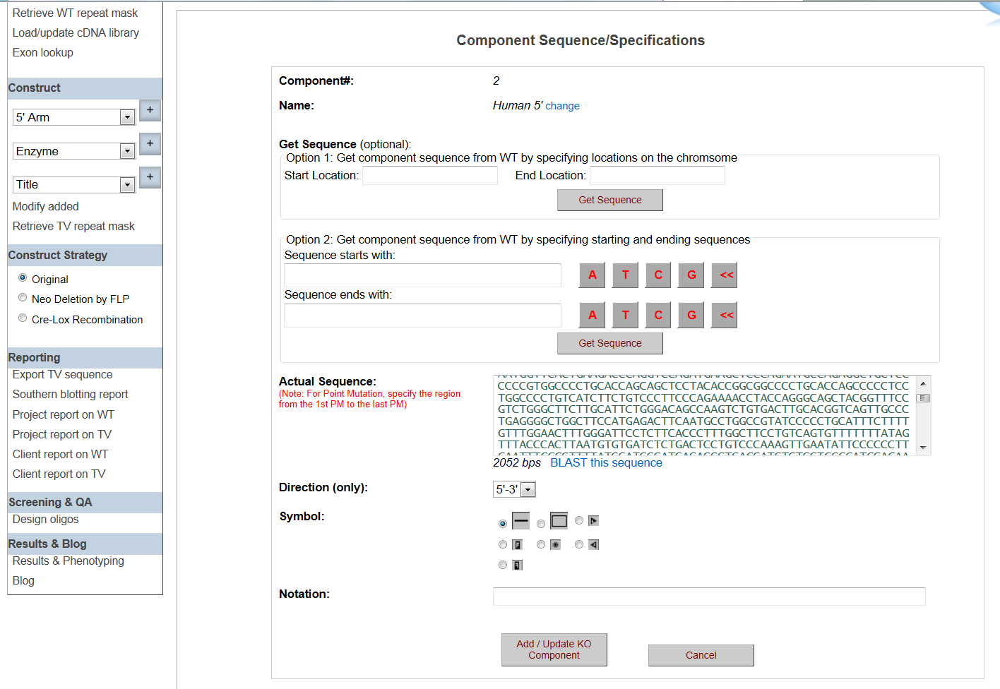 Retrieve WT repeat mask
Load/update cDNA library
Exon lookup
Construct
5' Arm
+
Enzyme
+
Title
+
Modify added
Retrieve TV repeat mask
Construct Strategy
Original
Neo Deletion by FLP
Cre-Lox Recombination
Reporting
Export TV sequence
Southern blotting report
Project report on WT
Project report on TV
Client report on WT
Client report on TV
Screening & QA
Design oligos
Results & Blog
Results & Phenotyping
Blog
Component Sequence/Specifications
Component#: 2
Name: Human 5' change
Get Sequence (optional):
Option 1: Get component sequence from WT by specifying locations on the chromsome
Start Location: End Location:
Get Sequence
Option 2: Get component sequence from WT by specifying starting and ending sequences
Sequence starts with:
A T C G <<
Sequence ends with:
A T C G <<
Get Sequence
Actual Sequence:
(Note: For Point Mutation, specify the region
from the 1st PM to the last PM)
CCCCGTGGCCCCTGCACCAGCAGCTCCTACACCGGCGGCCCCTGCACCAGCCCCCTCC
TGGCCCCTGTCATCTTCTGTCCCTTCCCAGAAAACCTACCAGGGCAGCTACGGTTTCC
GTCTGGGCTTCTTGCATTCTGGGACAGCCAAGTCTGTGACTTGCACGGTCAGTTGCCC
TGAGGGGCTGGCTTCCATGAGACTTCAATGCCTGGCCGTATCCCCCTGCATTTCTTTT
GTTTGGAACTTTGGGATTCCTCTTCACCCTTTGGCTTCCTGTCAGTGTTTTTTTATAG
TTTACCCACTTAATGTGTGATCTCTGACTCCTGTCCCAAAGTTGAATATTCCCCCCTT
2052 bps BLAST this sequence
Direction (only): 5'-3'
Symbol:
Notation:
Add / Update KO
Component
Cancel